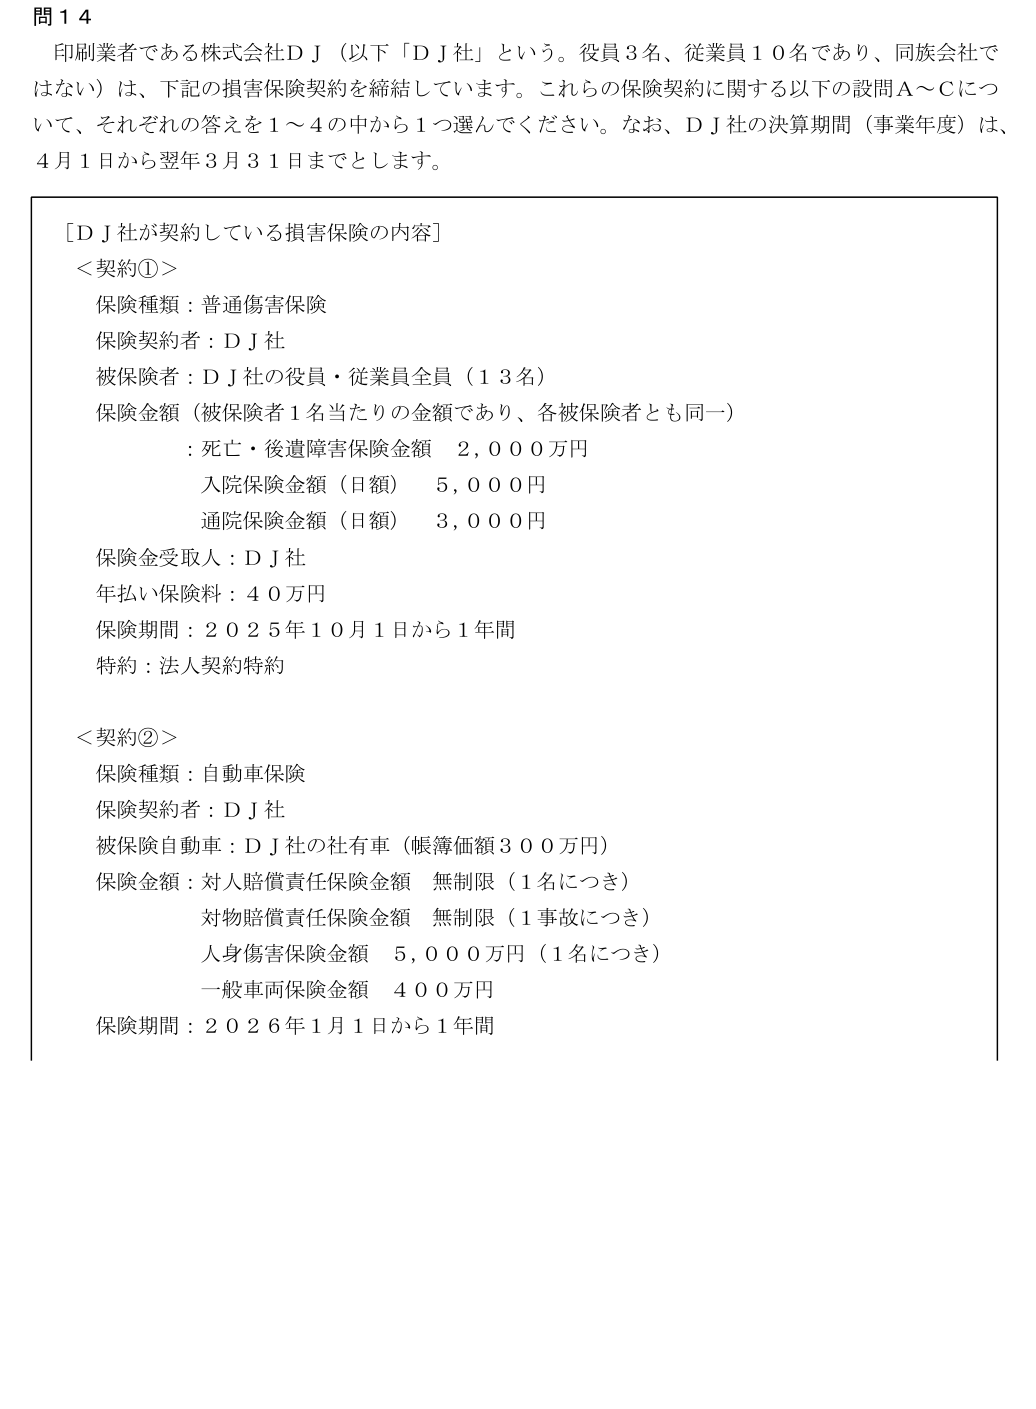 問１４
　印刷業者である株式会社ＤＪ（以下「ＤＪ社」という。役員３名、従業員１０名であり、同族会社で
はない）は、下記の損害保険契約を締結しています。これらの保険契約に関する以下の設問Ａ～Ｃにつ
いて、それぞれの答えを１～４の中から１つ選んでください。なお、ＤＪ社の決算期間（事業年度）は、
４月１日から翌年３月３１日までとします。
［ＤＪ社が契約している損害保険の内容］
＜契約①＞
保険種類：普通傷害保険
保険契約者：ＤＪ社
被保険者：ＤＪ社の役員・従業員全員（１３名）
保険金額（被保険者１名当たりの金額であり、各被保険者とも同一）
：死亡・後遺障害保険金額　２,０００万円
入院保険金額（日額）　５,０００円
通院保険金額（日額）　３,０００円
保険金受取人：ＤＪ社
年払い保険料：４０万円
保険期間：２０２５年１０月１日から１年間
特約：法人契約特約
＜契約②＞
保険種類：自動車保険
保険契約者：ＤＪ社
被保険自動車：ＤＪ社の社有車（帳簿価額３００万円）
保険金額：対人賠償責任保険金額　無制限（１名につき）
対物賠償責任保険金額　無制限（１事故につき）
人身傷害保険金額　５,０００万円（１名につき）
一般車両保険金額　４００万円
保険期間：２０２６年１月１日から１年間